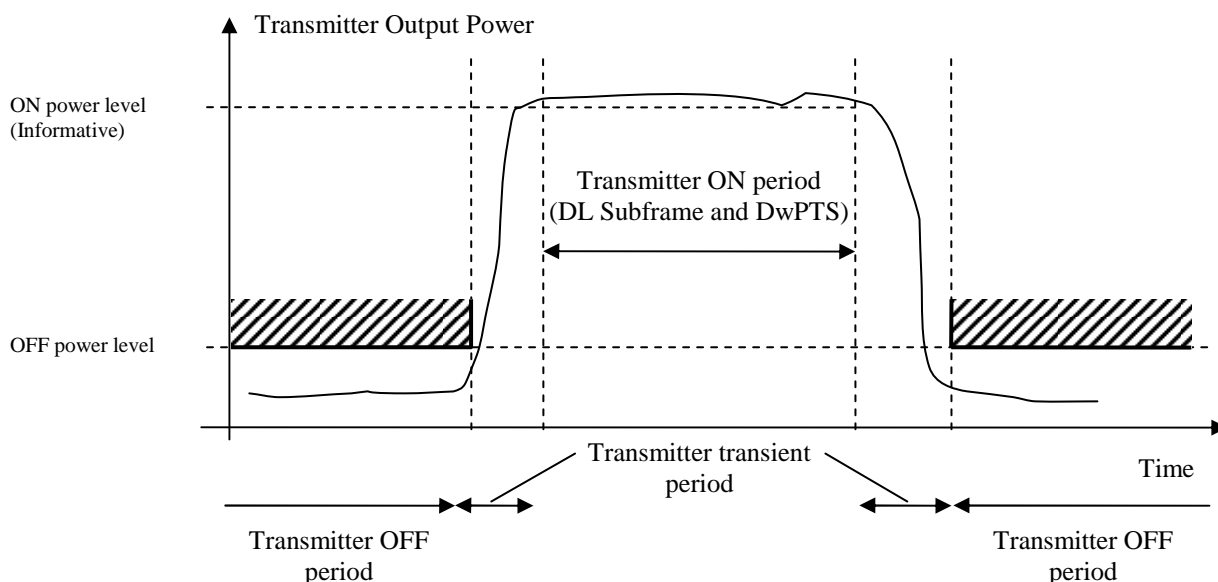 Transmitter Output Power
ON power level
(Informative)
Transmitter ON period
(DL Subframe and DwPTS)
OFF power level
Transmitter transient
period
Time
Transmitter OFF
period
Transmitter OFF
period